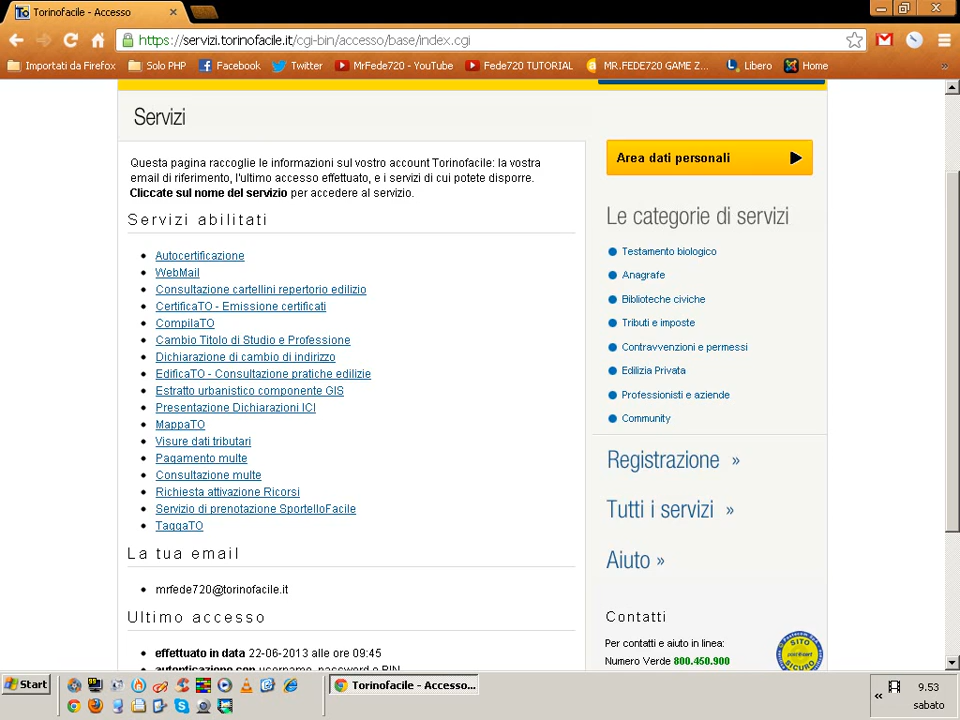 Torinofacile - Accesso
https://servizi.torinofacile.it/cgi-bin/accesso/base/index.cgi
Importati da Firefox
Solo PHP
Facebook
Twitter
MrFede720 - YouTube
Fede720 TUTORIAL
MR.FEDE720 GAME Z...
Libero
Home
»
Servizi
Questa pagina raccoglie le informazioni sul vostro account Torinofacile: la vostra
email di riferimento, l'ultimo accesso effettuato, e i servizi di cui potete disporre.
Cliccate sul nome del servizio per accedere al servizio.
Servizi abilitati
Autocertificazione
WebMail
Consultazione cartellini repertorio edilizio
CertificaTO - Emissione certificati
CompilaTO
Cambio Titolo di Studio e Professione
Dichiarazione di cambio di indirizzo
EdificaTO - Consultazione pratiche edilizie
Estratto urbanistico componente GIS
Presentazione Dichiarazioni ICI
MappaTO
Visure dati tributari
Pagamento multe
Consultazione multe
Richiesta attivazione Ricorsi
Servizio di prenotazione SportelloFacile
TaggaTO
La tua email
mrfede720@torinofacile.it
Ultimo accesso
effettuato in data 22-06-2013 alle ore 09:45
autenticazione con username, password e PIN
Area dati personali
Le categorie di servizi
Testamento biologico
Anagrafe
Biblioteche civiche
Tributi e imposte
Contravvenzioni e permessi
Edilizia Privata
Professionisti e aziende
Community
Registrazione »
Tutti i servizi »
Aiuto »
Contatti
Per contatti e aiuto in linea:
Numero Verde 800.450.900
SITO
SICURO
Start
Torinofacile - Acceso...
«
9.53
sabato